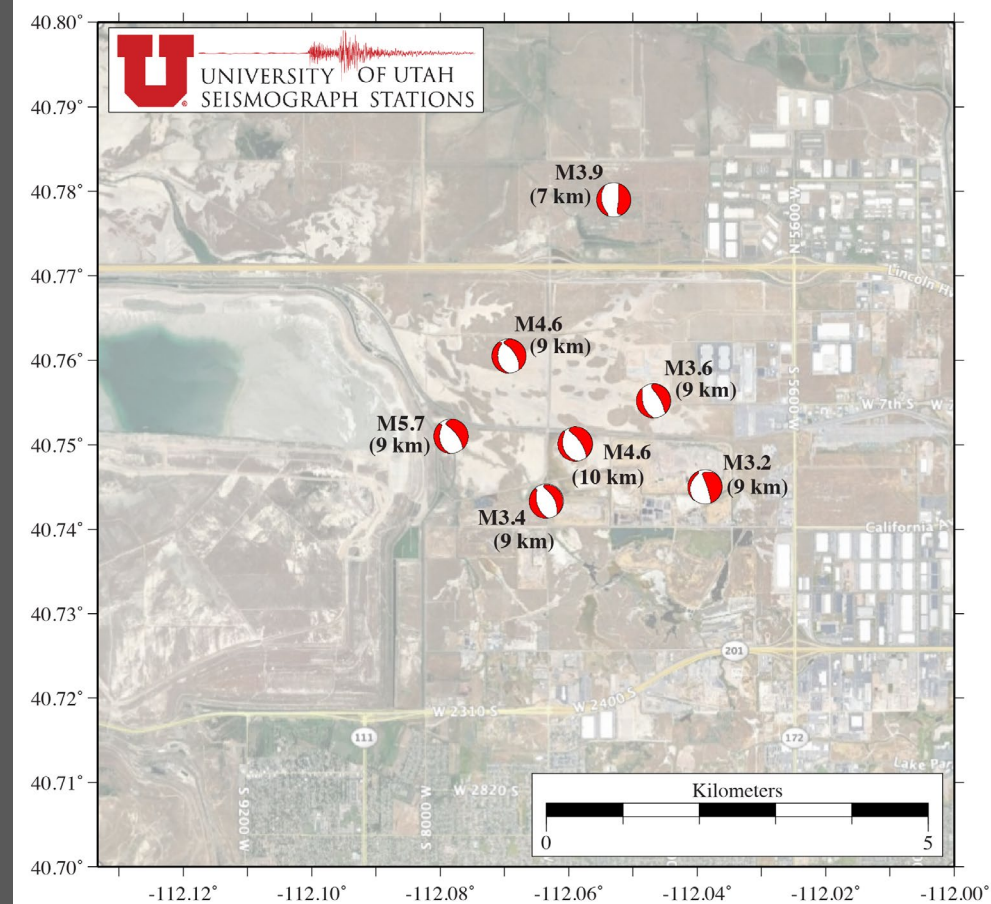 40.80°
40.79°
40.78°
40.77°
40.76°
40.75°
40.74°
40.73°
40.72°
40.71°
40.70°
U
®
UNIVERSITY OF UTAH
SEISMOGRAPH STATIONS
M3.9
(7 km)
N 5600 W
Lincoln
M4.6
(9 km)
M3.6
(9 km)
S 5600 W
W 7th S
W 7
M5.7
(9 km)
M4.6
(10 km)
M3.2
(9 km)
M3.4
(9 km)
California
201
W 2400 S
W 2310 S
111
172
S 9200 W
S 8000 W
W 2820 S
Lake Par
Kilometers
0 5
-112.12° -112.10° -112.08° -112.06° -112.04° -112.02° -112.00°